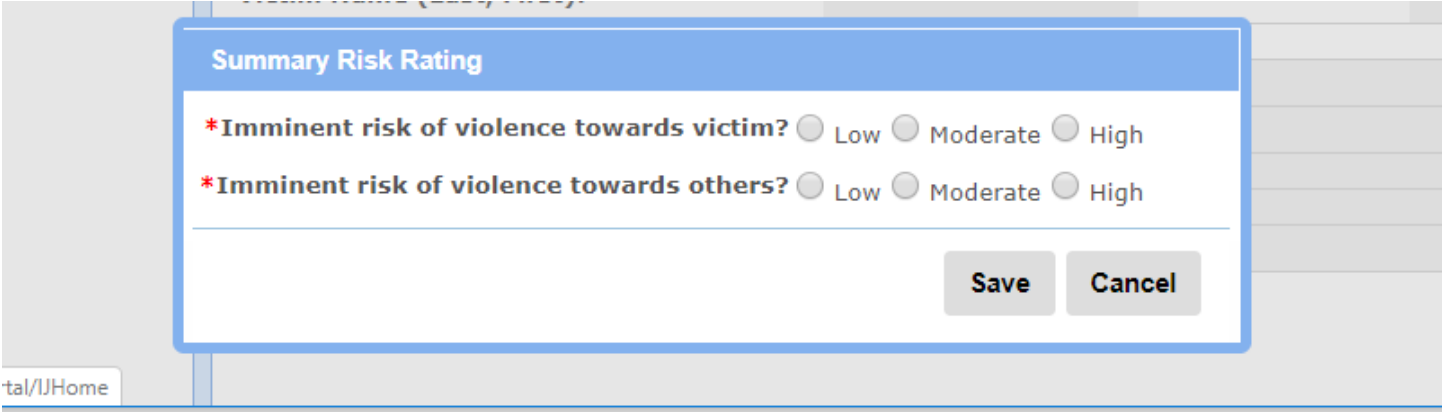 Summary Risk Rating
*Imminent risk of violence towards victim? Low Moderate High
*Imminent risk of violence towards others? Low Moderate High
Save Cancel
rtal/IJHome